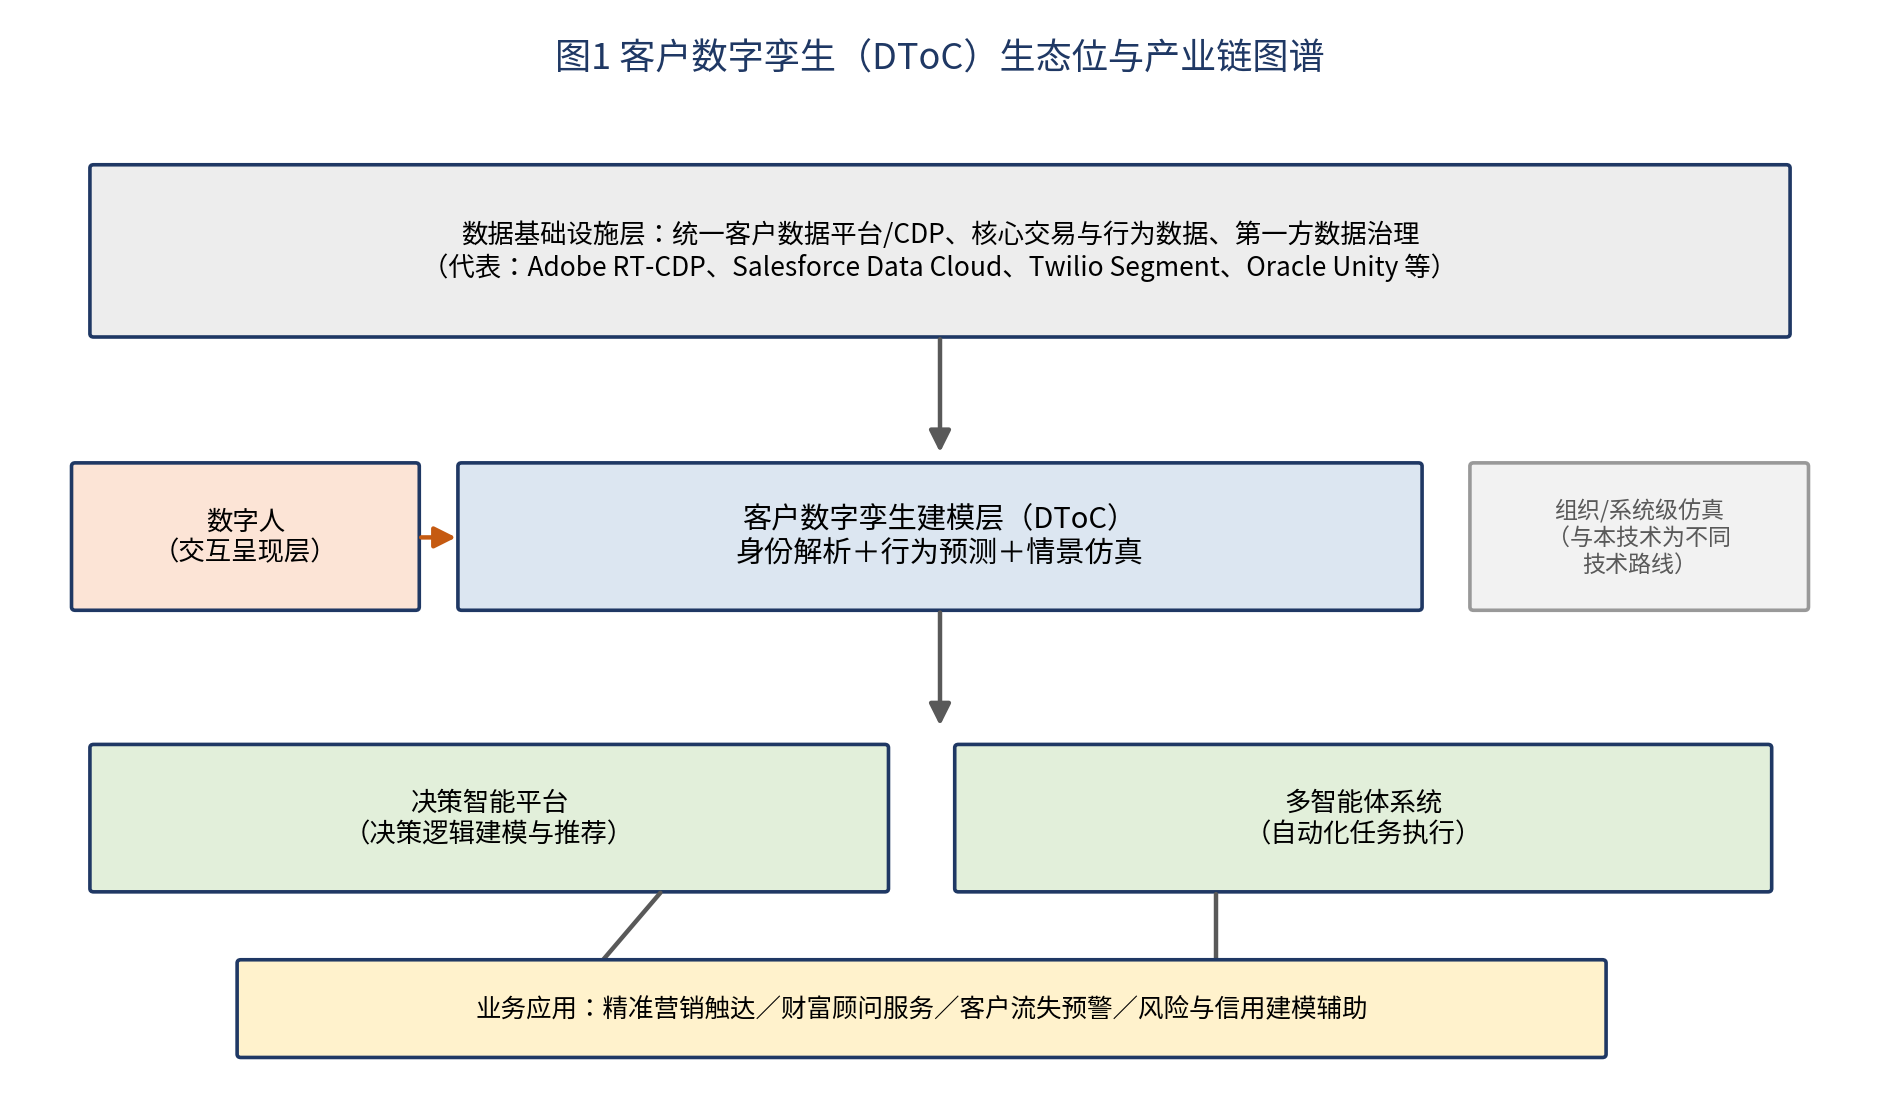 图1 客户数字孪生（DToC）生态位与产业链图谱
数据基础设施层：统一客户数据平台/CDP、核心交易与行为数据、第一方数据治理
（代表：Adobe RT-CDP、Salesforce Data Cloud、Twilio Segment、Oracle Unity 等）
数字人
（交互呈现层）
客户数字孪生建模层（DToC）
身份解析＋行为预测＋情景仿真
组织/系统级仿真
（与本技术为不同
技术路线）
决策智能平台
（决策逻辑建模与推荐）
多智能体系统
（自动化任务执行）
业务应用：精准营销触达／财富顾问服务／客户流失预警／风险与信用建模辅助